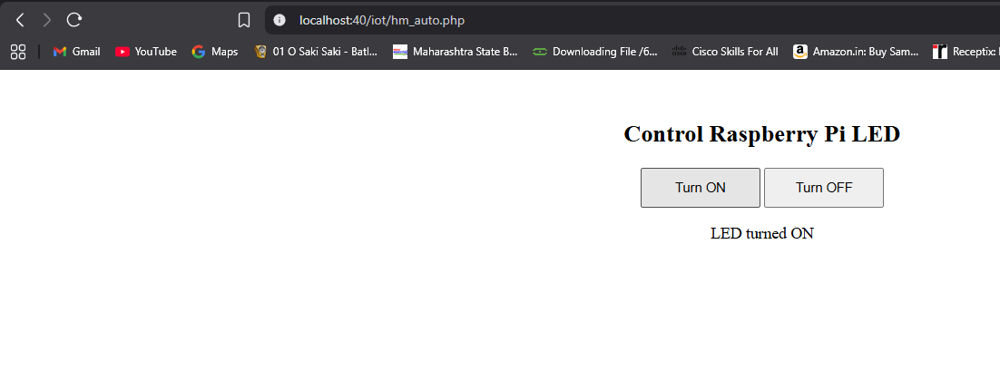 localhost:40/iot/hm_auto.php
Gmail YouTube Maps 01 O Saki Saki - Batl... Maharashtra State B... Downloading File /6... Cisco Skills For All Amazon.in: Buy Sam... Receptix:
Control Raspberry Pi LED
Turn ON Turn OFF
LED turned ON